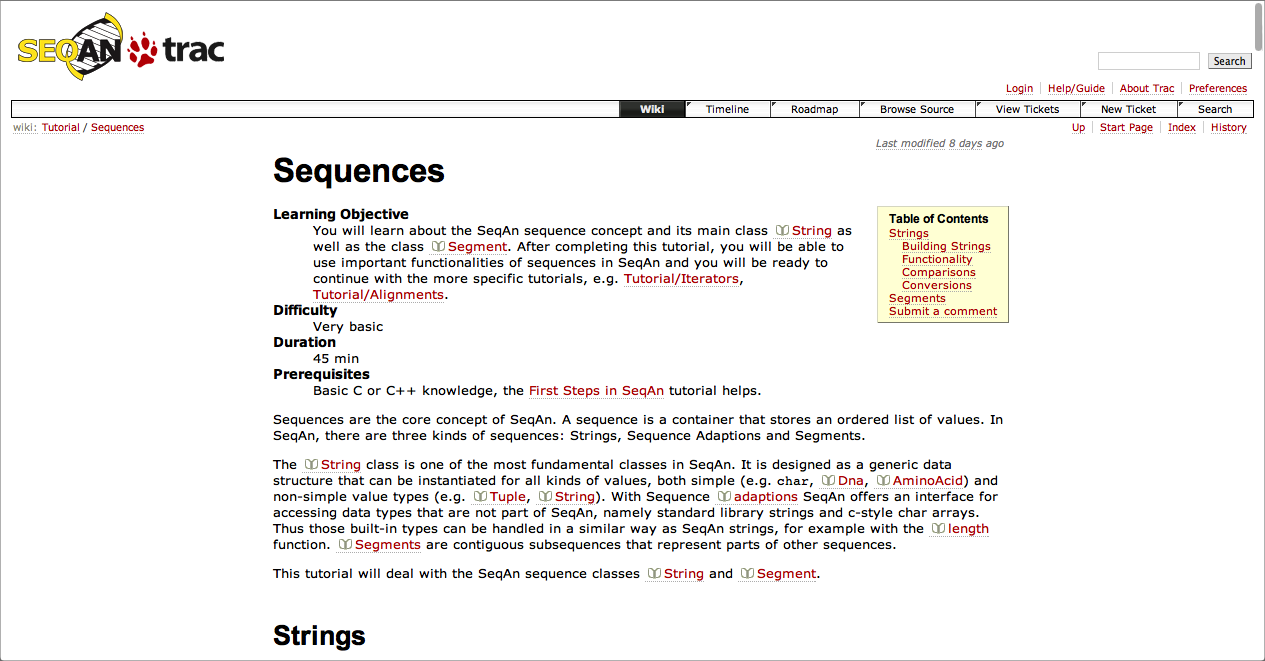 SEQAN trac
Search
Login Help/Guide About Trac Preferences
Wiki Timeline Roadmap Browse Source View Tickets New Ticket Search
wiki: Tutorial / Sequences
Up Start Page Index History
Last modified 8 days ago
Sequences
Learning Objective
You will learn about the SeqAn sequence concept and its main class String as
well as the class Segment. After completing this tutorial, you will be able to
use important functionalities of sequences in SeqAn and you will be ready to
continue with the more specific tutorials, e.g. Tutorial/Iterators,
Tutorial/Alignments.
Difficulty
Very basic
Duration
45 min
Prerequisites
Basic C or C++ knowledge, the First Steps in SeqAn tutorial helps.
Table of Contents
Strings
Building Strings
Functionality
Comparisons
Conversions
Segments
Submit a comment
Sequences are the core concept of SeqAn. A sequence is a container that stores an ordered list of values. In
SeqAn, there are three kinds of sequences: Strings, Sequence Adaptions and Segments.
The String class is one of the most fundamental classes in SeqAn. It is designed as a generic data
structure that can be instantiated for all kinds of values, both simple (e.g. char, Dna, AminoAcid) and
non-simple value types (e.g. Tuple, String). With Sequence adaptions SeqAn offers an interface for
accessing data types that are not part of SeqAn, namely standard library strings and c-style char arrays.
Thus those built-in types can be handled in a similar way as SeqAn strings, for example with the length
function. Segments are contiguous subsequences that represent parts of other sequences.
This tutorial will deal with the SeqAn sequence classes String and Segment.
Strings